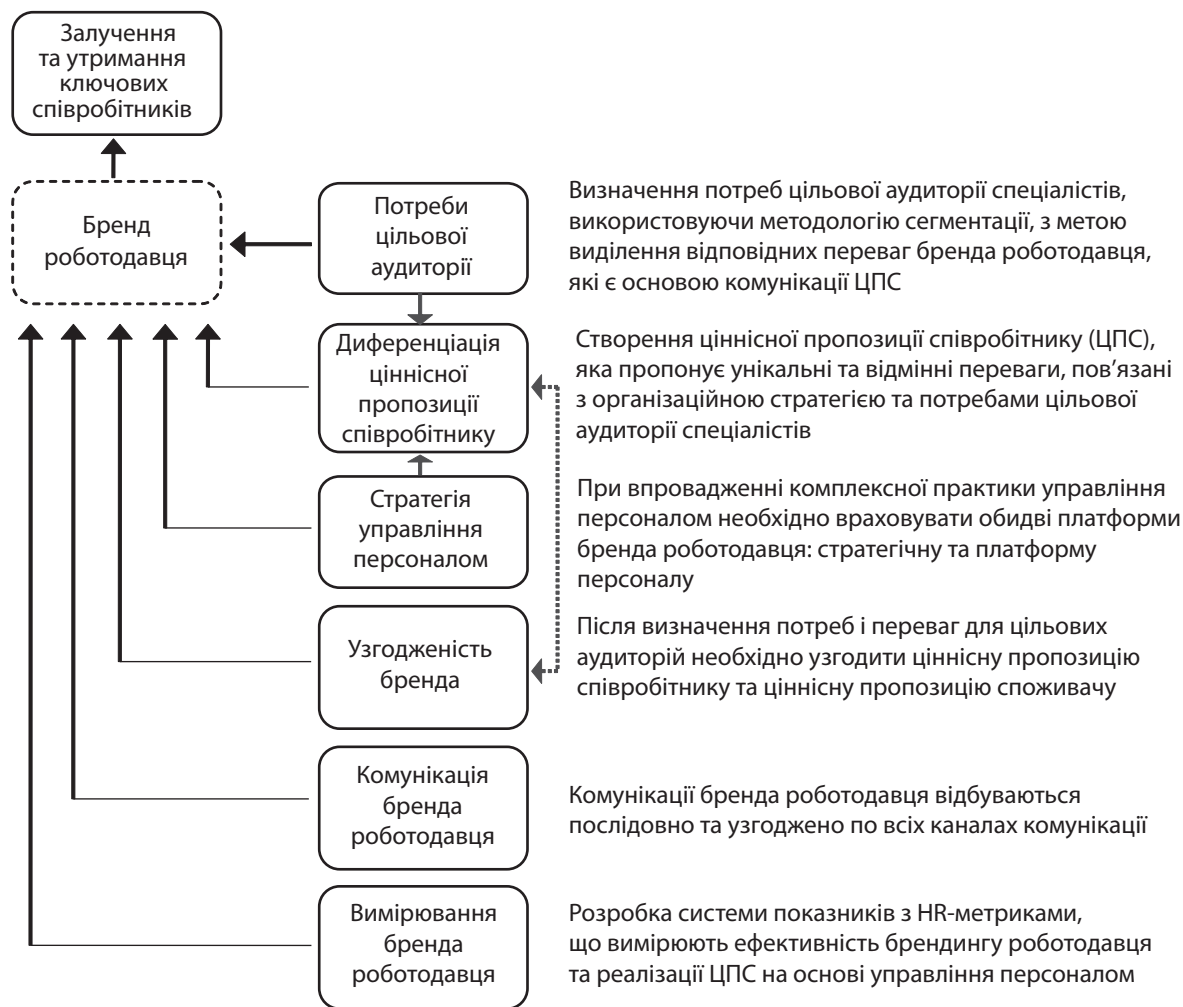 Залучення
та утримання
ключових
співробітників
Бренд
роботодавця
Потреби
цільової
аудиторії
Визначення потреб цільової аудиторії спеціалістів,
використовуючи методологію сегментації, з метою
виділення відповідних переваг бренда роботодавця,
які є основою комунікації ЦПС
Диференціація
ціннісної
пропозиції
співробітнику
Створення ціннісної пропозиції співробітнику (ЦПС),
яка пропонує унікальні та відмінні переваги, пов’язані
з організаційною стратегією та потребами цільової
аудиторії спеціалістів
Стратегія
управління
персоналом
При впровадженні комплексної практики управління
персоналом необхідно враховувати обидві платформи
бренда роботодавця: стратегічну та платформу
персоналу
Узгодженість
бренда
Після визначення потреб і переваг для цільових
аудиторій необхідно узгодити ціннісну пропозицію
співробітнику та ціннісну пропозицію споживачу
Комунікація
бренда
роботодавця
Комунікації бренда роботодавця відбуваються
послідовно та узгоджено по всіх каналах комунікації
Вимірювання
бренда
роботодавця
Розробка системи показників з HR-метриками,
що вимірюють ефективність брендингу роботодавця
та реалізації ЦПС на основі управління персоналом